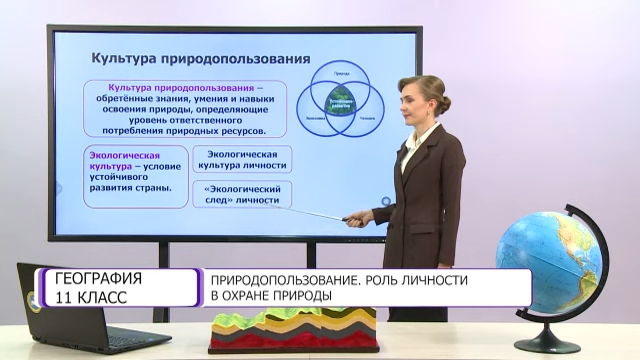 Культура природопользования
Культура природопользования –
обретённые знания, умения и навыки
освоения природы, определяющие
уровень ответственного
потребления природных ресурсов.
Природа
Устойчивое
развитие
Экономика
Человек
Экологическая
культура – условие
устойчивого
развития страны.
Экологическая
культура личности
«Экологический
след» личности
ГЕОГРАФИЯ
11 КЛАСС
ПРИРОДОПОЛЬЗОВАНИЕ. РОЛЬ ЛИЧНОСТИ
В ОХРАНЕ ПРИРОДЫ